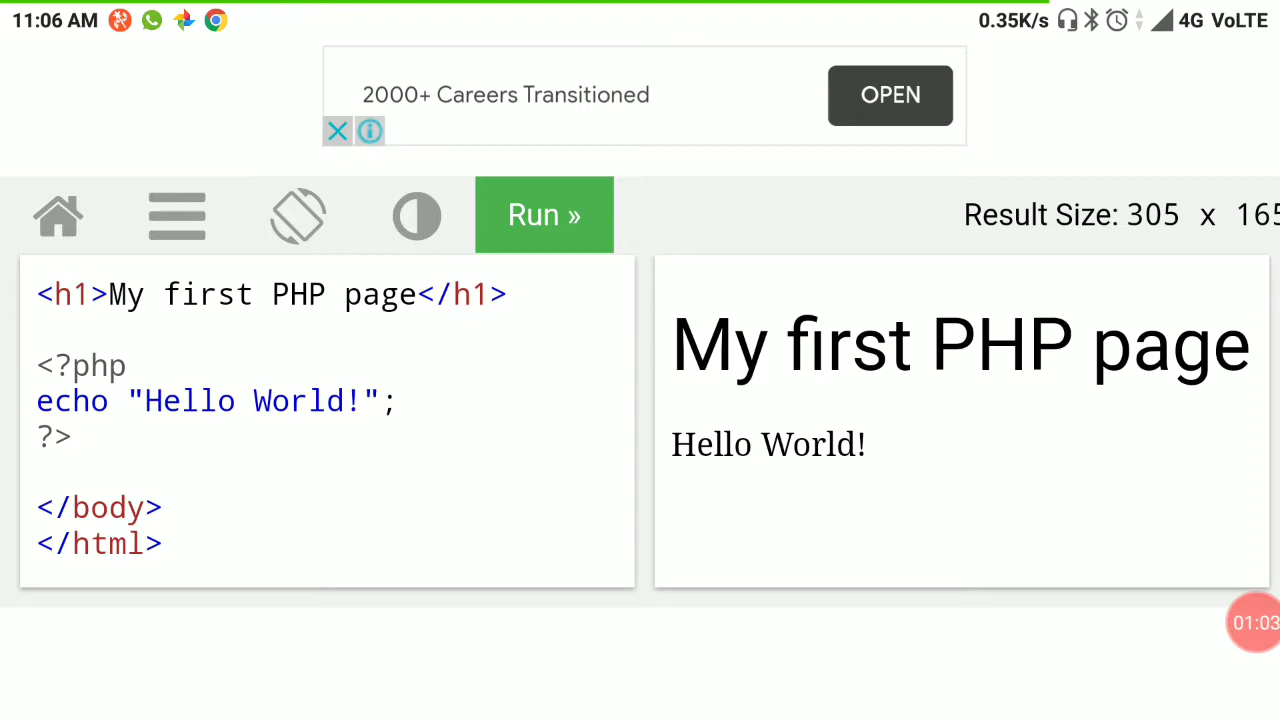 11:06 AM
0.35K/s 4G VoLTE
2000+ Careers Transitioned
OPEN
Run »
Result Size: 305 x 165
<h1>My first PHP page</h1>
<?php
echo "Hello World!";
?>
</body>
</html>
My first PHP page
Hello World!
01:03